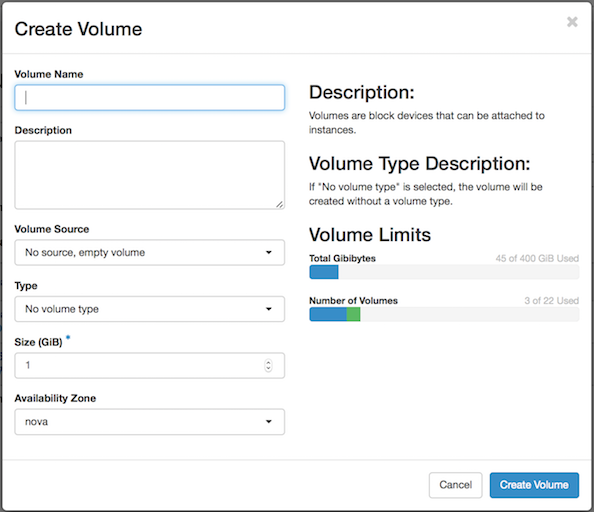 Create Volume
Volume Name
Description
Volume Source
No source, empty volume
Type
No volume type
Size (GiB) *
1
Availability Zone
nova
Description:
Volumes are block devices that can be attached to
instances.
Volume Type Description:
If "No volume type" is selected, the volume will be
created without a volume type.
Volume Limits
Total Gibibytes 45 of 400 GiB Used
Number of Volumes 3 of 22 Used
Cancel
Create Volume